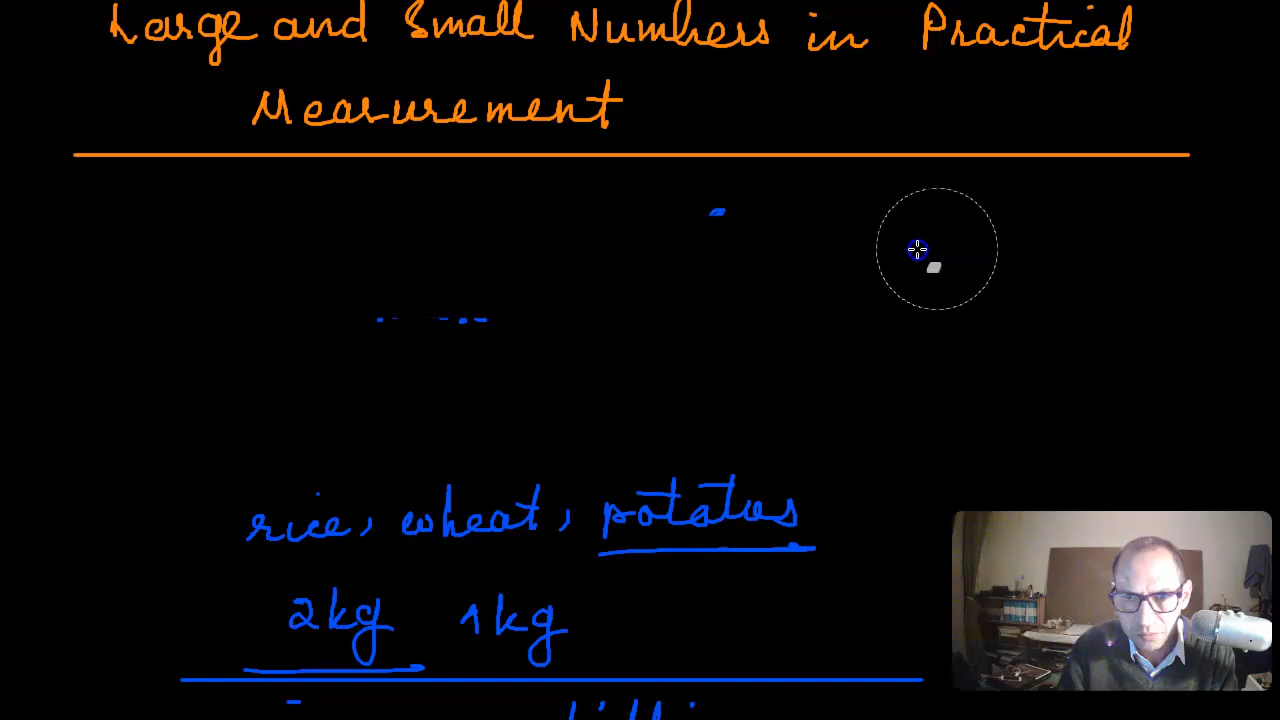 Large and Small Numbers in Practical
Measurement
rice, wheat, potatoes
2kg 1kg